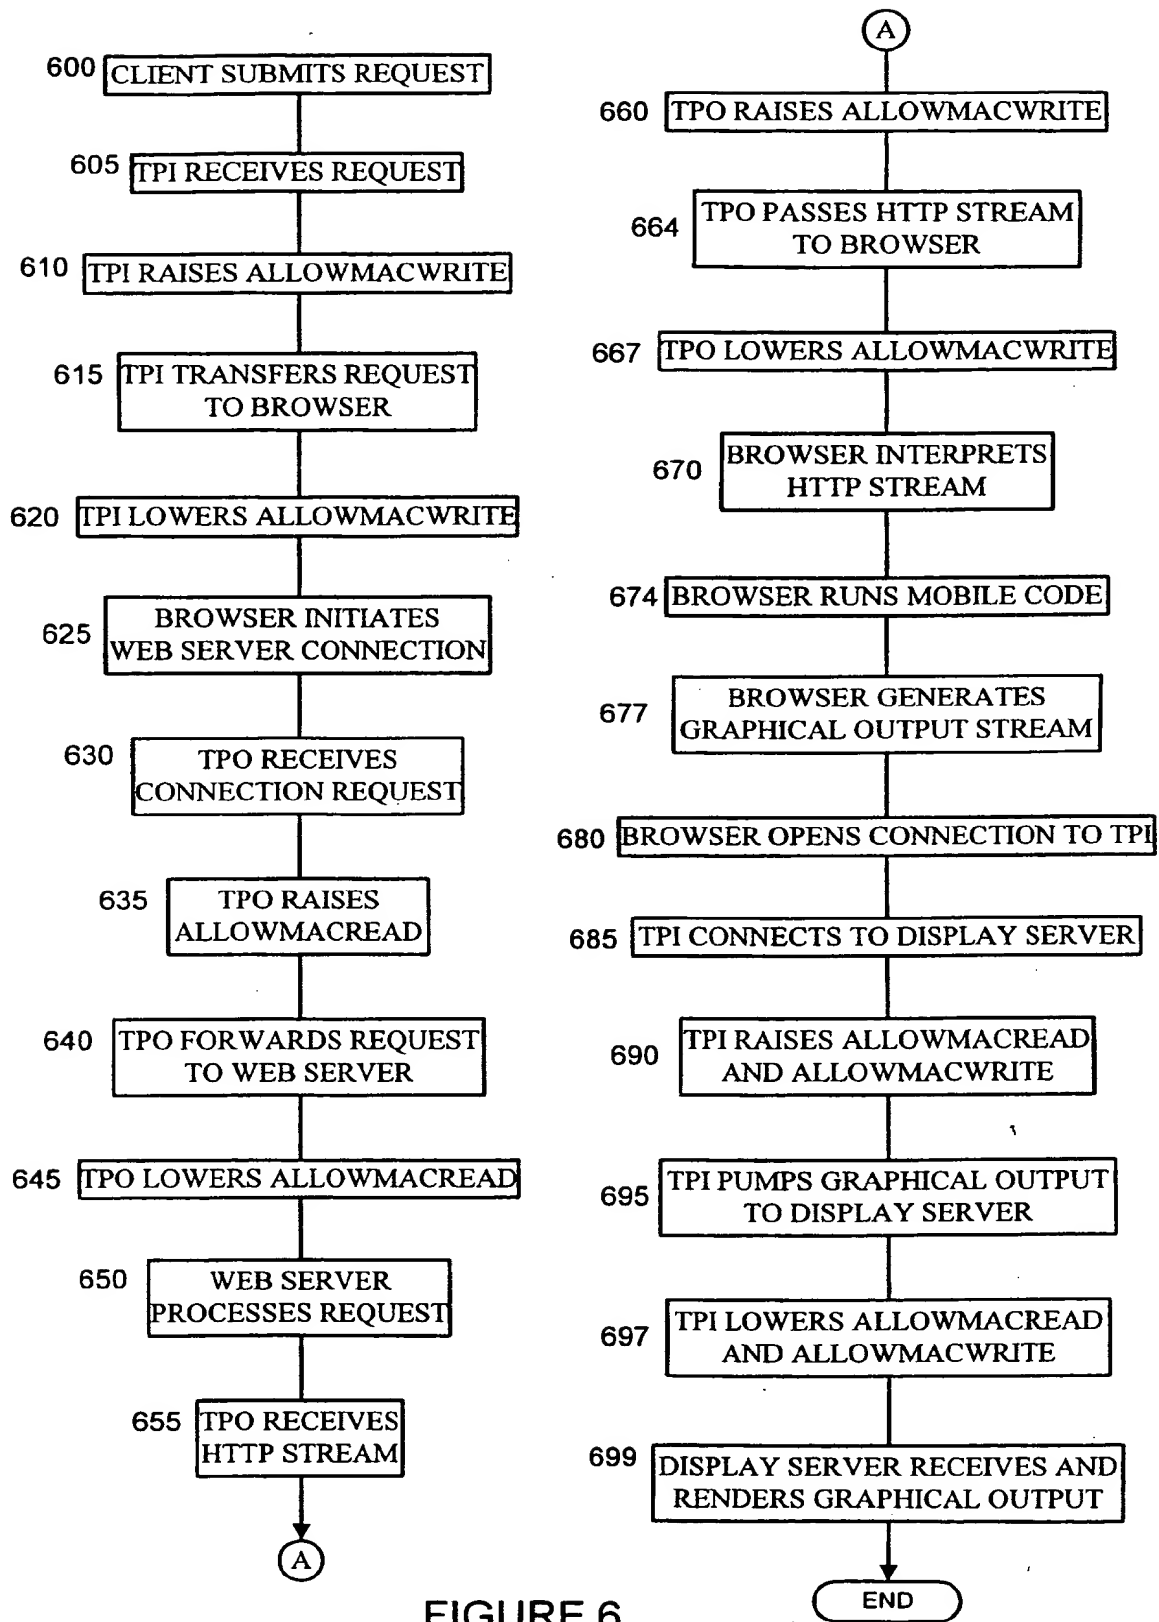 600 CLIENT SUBMITS REQUEST
605 TPI RECEIVES REQUEST
610 TPI RAISES ALLOWMACWRITE
615 TPI TRANSFERS REQUEST
TO BROWSER
620 TPI LOWERS ALLOWMACWRITE
625 BROWSER INITIATES
WEB SERVER CONNECTION
630 TPO RECEIVES
CONNECTION REQUEST
635 TPO RAISES
ALLOWMACREAD
640 TPO FORWARDS REQUEST
TO WEB SERVER
645 TPO LOWERS ALLOWMACREAD
650 WEB SERVER
PROCESSES REQUEST
655 TPO RECEIVES
HTTP STREAM
A
A
660 TPO RAISES ALLOWMACWRITE
664 TPO PASSES HTTP STREAM
TO BROWSER
667 TPO LOWERS ALLOWMACWRITE
670 BROWSER INTERPRETS
HTTP STREAM
674 BROWSER RUNS MOBILE CODE
677 BROWSER GENERATES
GRAPHICAL OUTPUT STREAM
680 BROWSER OPENS CONNECTION TO TPI
685 TPI CONNECTS TO DISPLAY SERVER
690 TPI RAISES ALLOWMACREAD
AND ALLOWMACWRITE
695 TPI PUMPS GRAPHICAL OUTPUT
TO DISPLAY SERVER
697 TPI LOWERS ALLOWMACREAD
AND ALLOWMACWRITE
699 DISPLAY SERVER RECEIVES AND
RENDERS GRAPHICAL OUTPUT
END
FIGURE 6